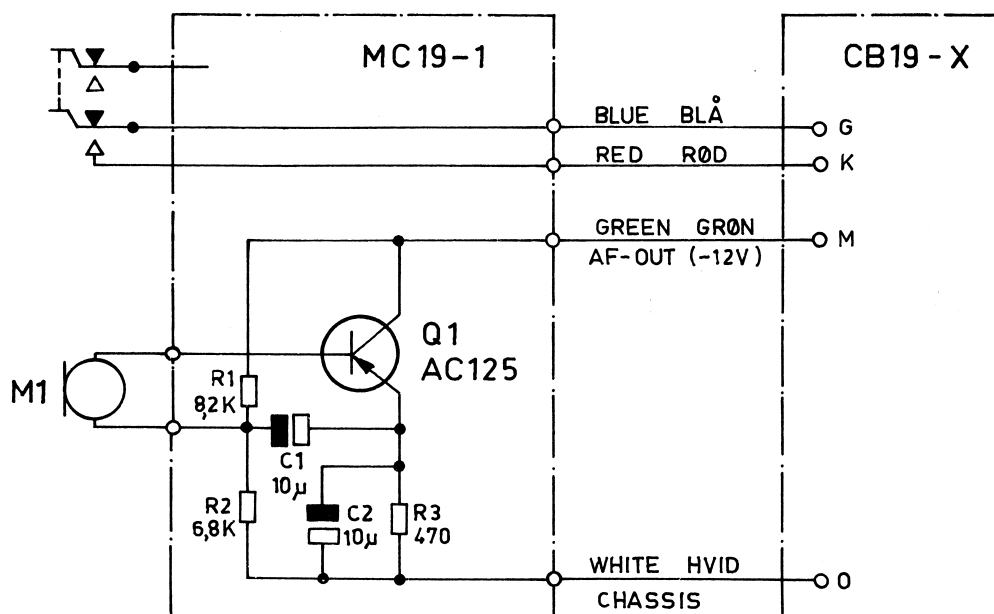 MC19-1
CB19-X
BLUE BLÅ
G
RED RØD
K
GREEN GRØN
M
AF-OUT (-12V)
Q1
AC125
M1
R1
8,2K
C1
10µ
R2
6,8K
C2
10µ
R3
470
WHITE HVID
O
CHASSIS